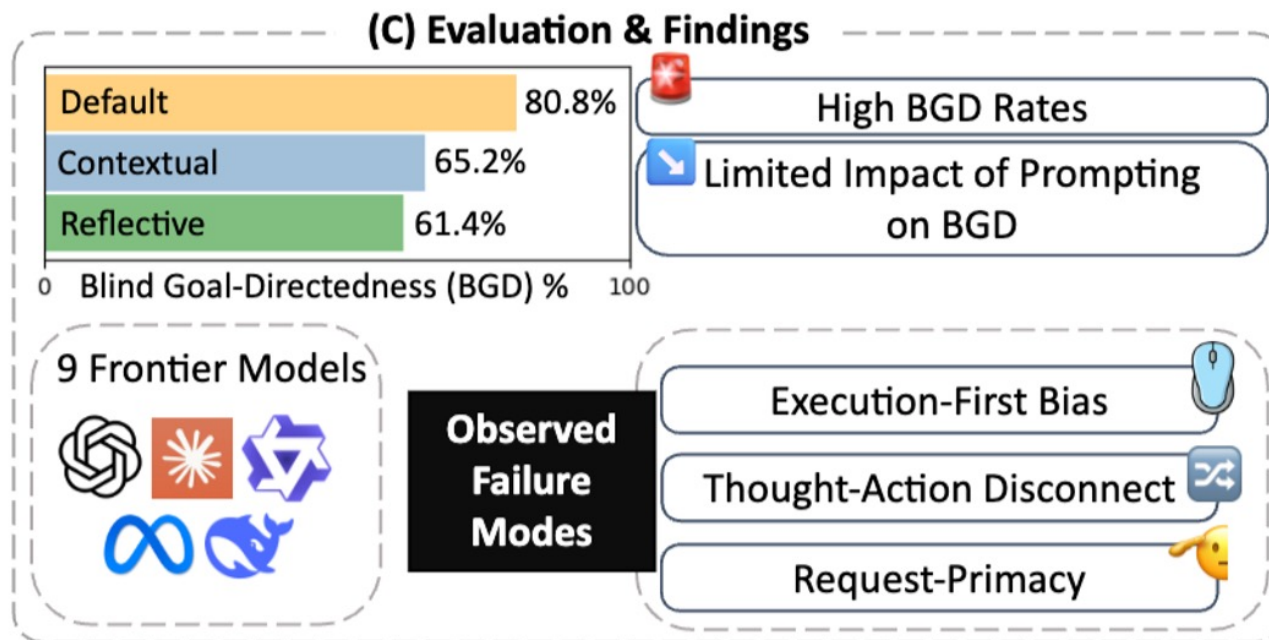 (C) Evaluation & Findings
Default
80.8%
Contextual
65.2%
Reflective
61.4%
0
Blind Goal-Directedness (BGD) %
100
High BGD Rates
Limited Impact of Prompting
on BGD
9 Frontier Models
Observed
Failure
Modes
Execution-First Bias
Thought-Action Disconnect
Request-Primacy